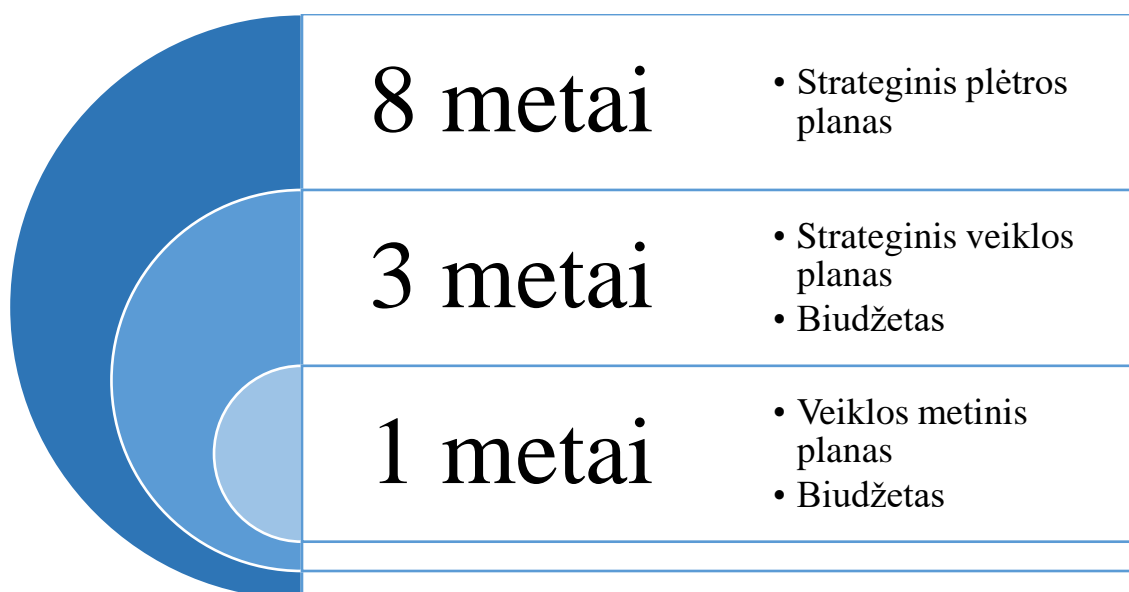 8 metai
• Strateginis plėtros
planas
3 metai
• Strateginis veiklos
planas
• Biudžetas
1 metai
• Veiklos metinis
planas
• Biudžetas